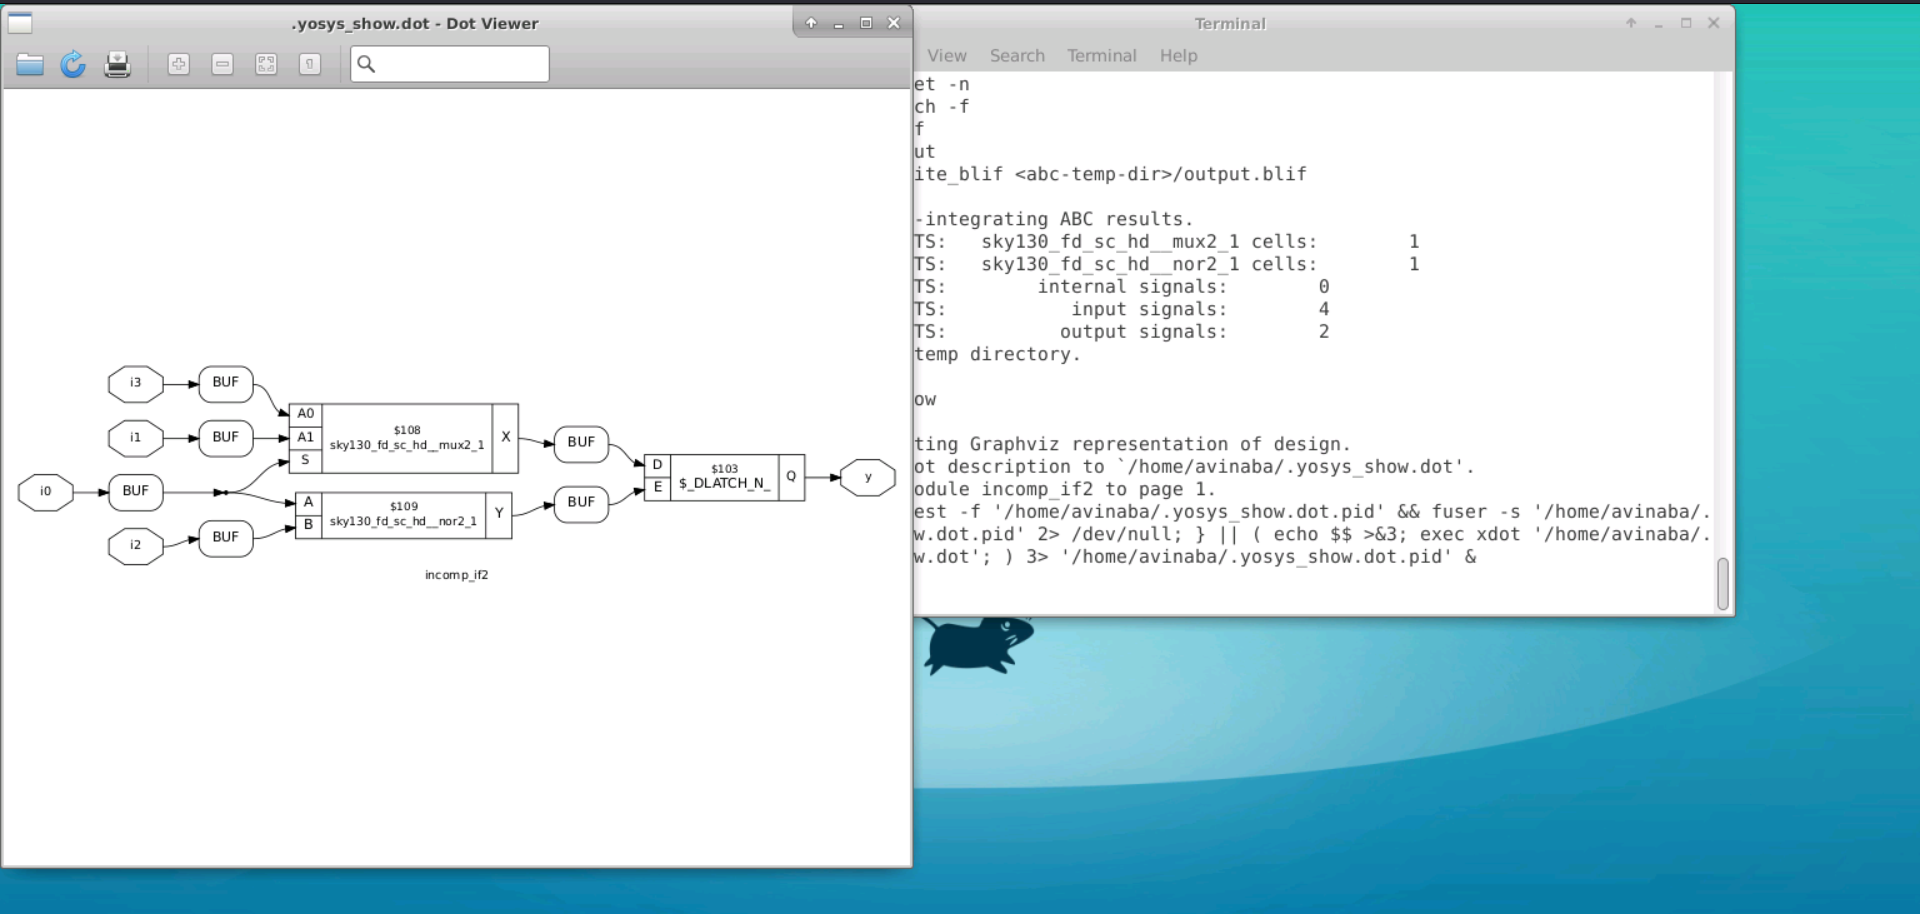 .yosys_show.dot - Dot Viewer
i3
BUF
i1
BUF
i0
BUF
i2
BUF
A0
A1
S
$108
sky130_fd_sc_hd__mux2_1
X
A
B
$109
sky130_fd_sc_hd__nor2_1
Y
BUF
BUF
D
E
$103
$_DLATCH_N_
Q
y
incomp_if2
Terminal
View Search Terminal Help
et -n
ch -f
f
ut
ite_blif <abc-temp-dir>/output.blif
-integrating ABC results.
TS: sky130_fd_sc_hd__mux2_1 cells: 1
TS: sky130_fd_sc_hd__nor2_1 cells: 1
TS: internal signals: 0
TS: input signals: 4
TS: output signals: 2
temp directory.
ow
ting Graphviz representation of design.
ot description to `/home/avinaba/.yosys_show.dot'.
odule incomp_if2 to page 1.
est -f '/home/avinaba/.yosys_show.dot.pid' && fuser -s '/home/avinaba/.
w.dot.pid' 2> /dev/null; } || ( echo $$ >&3; exec xdot '/home/avinaba/.
w.dot'; ) 3> '/home/avinaba/.yosys_show.dot.pid' &